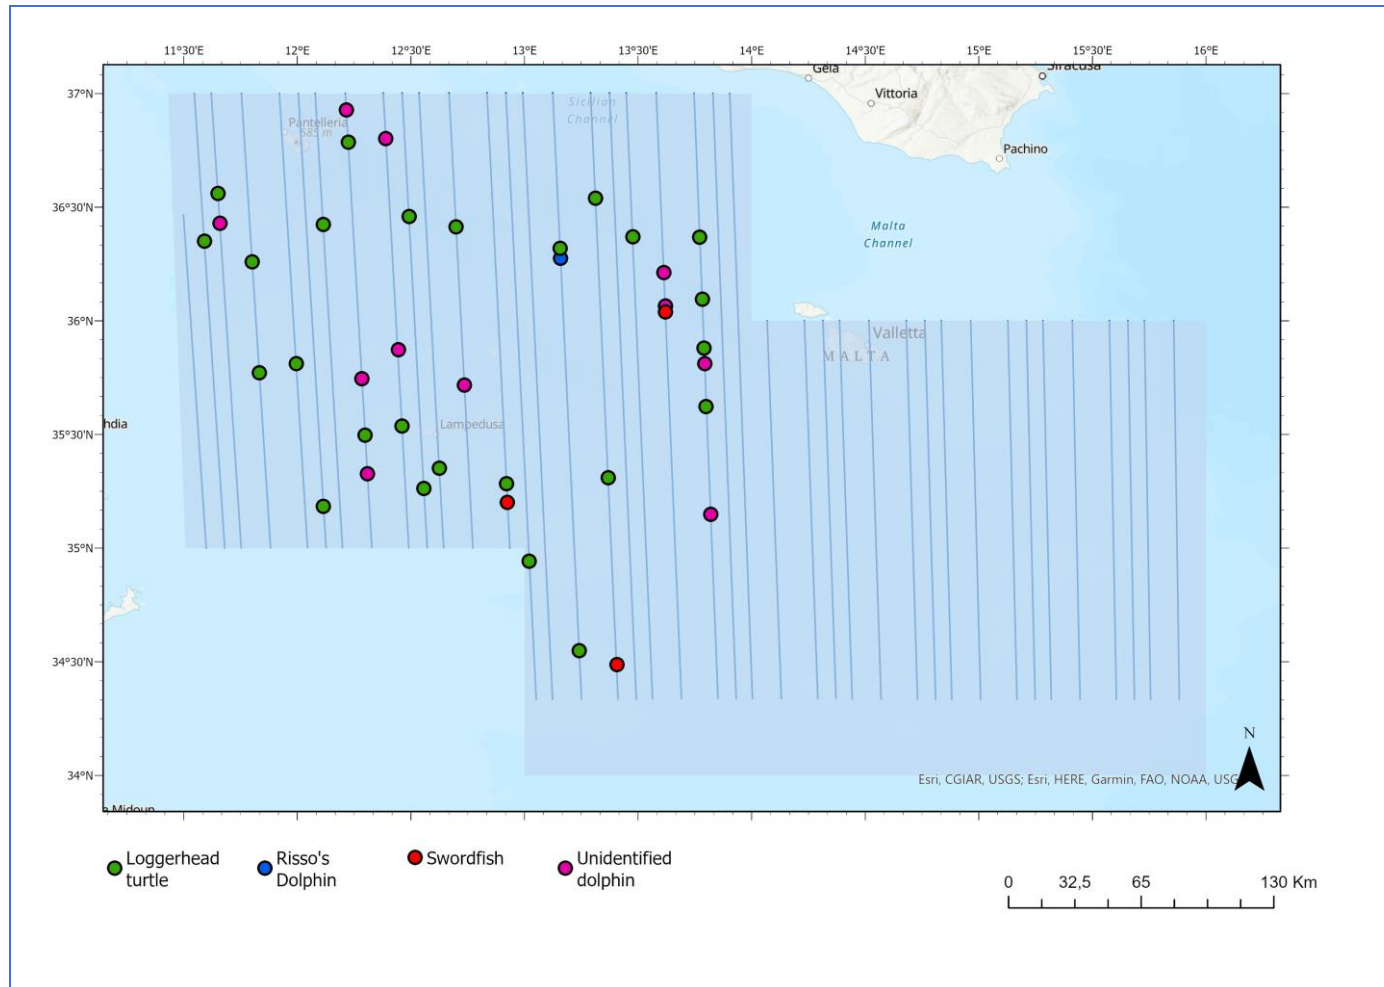 11°30'E 12°E 12°30'E 13°E 13°30'E 14°E 14°30'E 15°E 15°30'E 16°E
Gela
Siracusa
37°N
Vittoria
Sicilian
Channel
Pantelleria
585 m
Pachino
36°30'N
Malta
Channel
36°N
Valletta
MALTA
35°30'N
hdia
Lampedusa
35°N
34°30'N
N
34°N
Esri, CGIAR, USGS; Esri, HERE, Garmin, FAO, NOAA, USG
Midoun
Loggerhead
turtle
Risso's
Dolphin
Swordfish
Unidentified
dolphin
0 32,5 65 130 Km